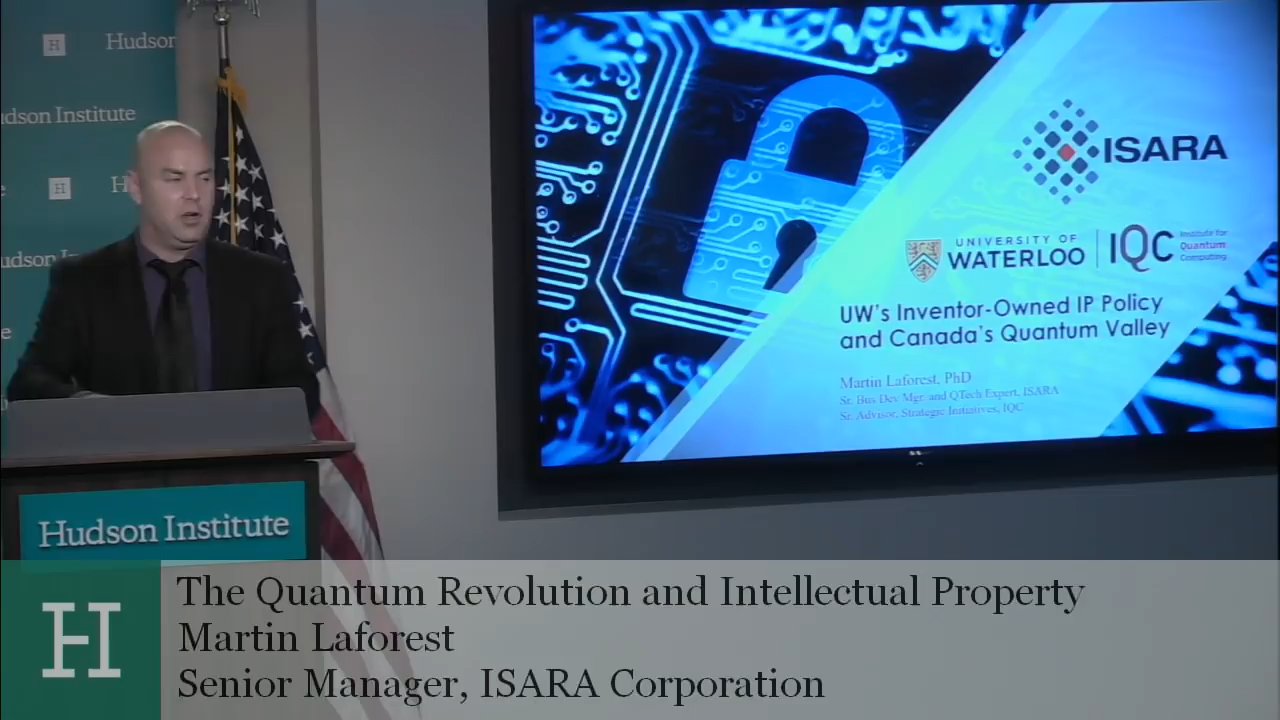 Hudson
Hudson Institute
ISARA
UNIVERSITY OF
WATERLOO
IQC
Institute for
Quantum
Computing
UW's Inventor-Owned IP Policy
and Canada's Quantum Valley
Martin Laforest, PhD
Sr. Bus Dev Mgr. and QTech Expert, ISARA
Sr. Advisor, Strategic Initiatives, IQC
Hudson Institute
The Quantum Revolution and Intellectual Property
Martin Laforest
Senior Manager, ISARA Corporation